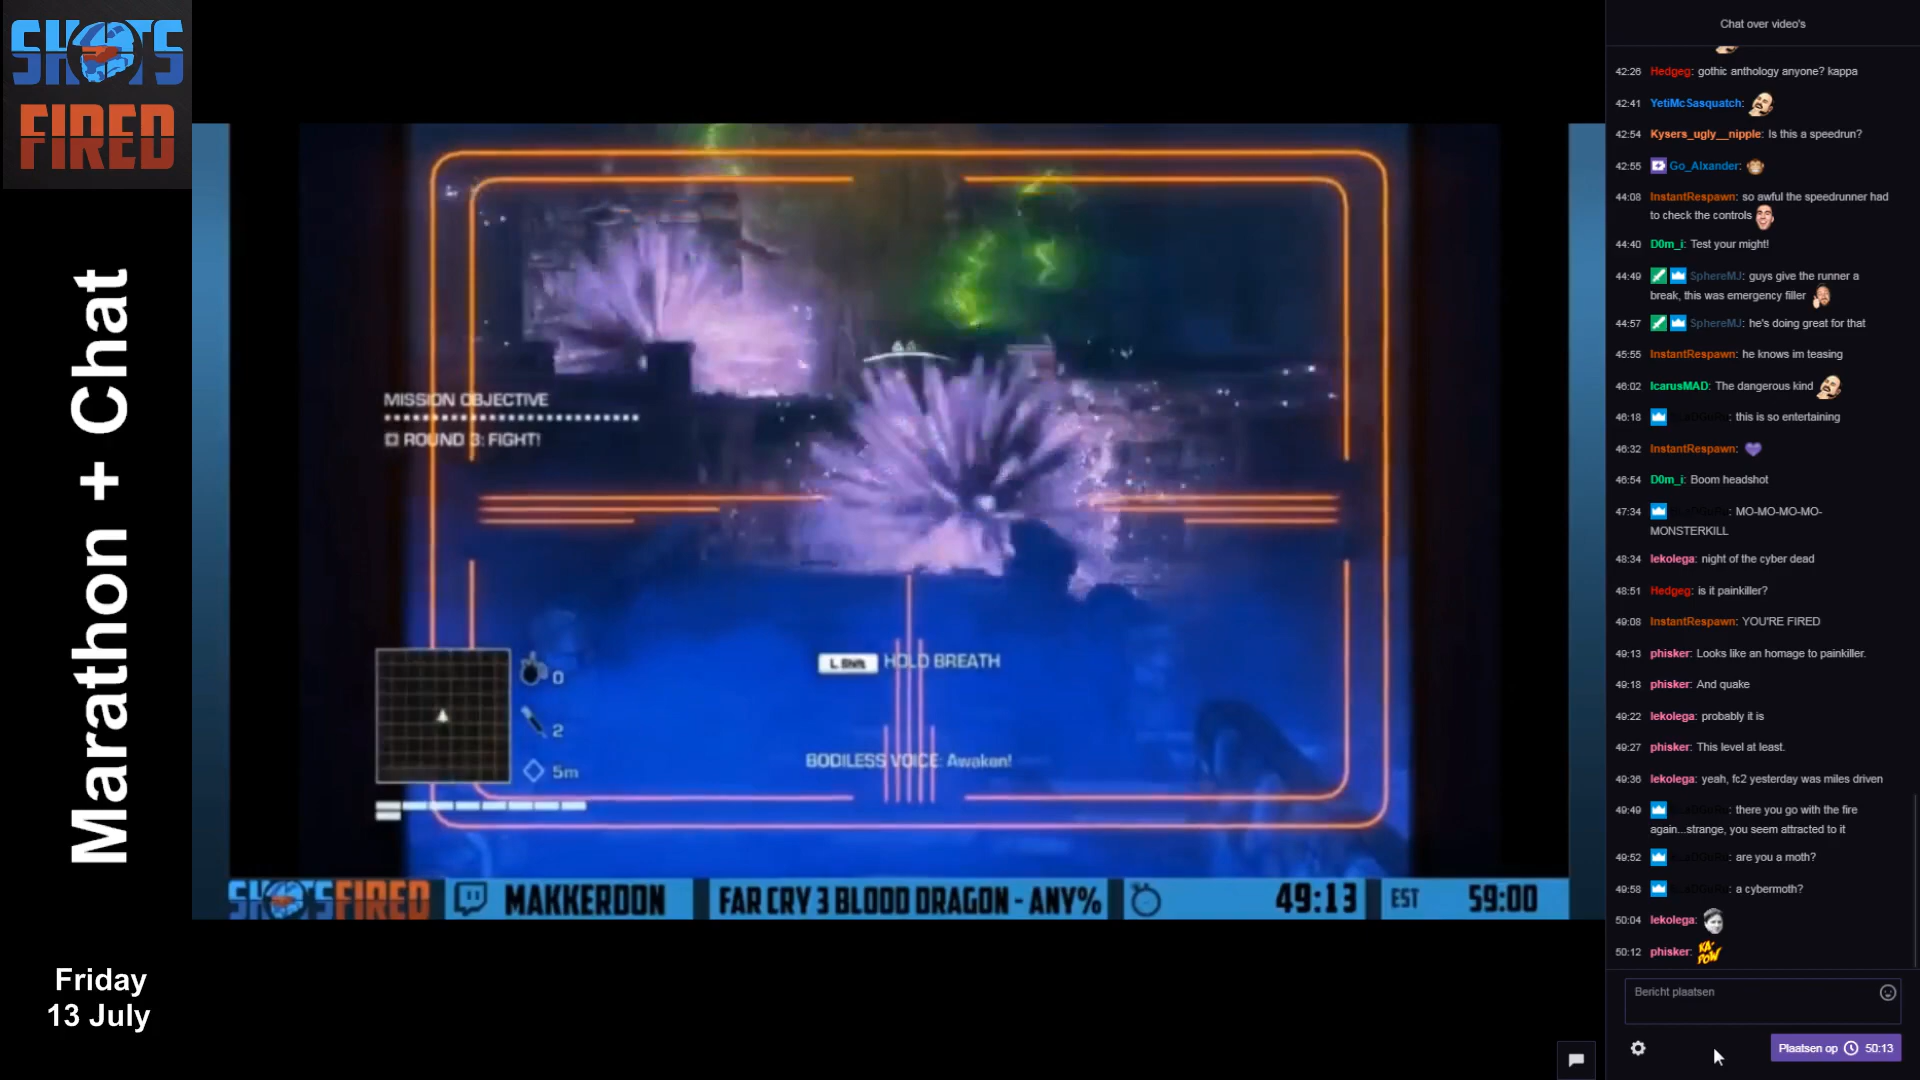 SHOTS
FIRED
Marathon + Chat
Friday
13 July
MISSION OBJECTIVE
ROUND 3: FIGHT!
0
2
5m
L Shift HOLD BREATH
BODILESS VOICE: Awaken!
SHOTSFIRED
MAKKERDON
FAR CRY 3 BLOOD DRAGON - ANY%
49:13
EST 59:00
Chat over video's
42:26 Hedgeg: gothic anthology anyone? kappa
42:41 YetiMcSasquatch:
42:54 Kysers_ugly__nipple: Is this a speedrun?
42:55 Go_Alxander:
44:08 InstantRespawn: so awful the speedrunner had
to check the controls
44:40 D0m_i: Test your might!
44:49 SphereMJ: guys give the runner a
break, this was emergency filler
44:57 SphereMJ: he's doing great for that
45:55 InstantRespawn: he knows im teasing
46:02 IcarusMAD: The dangerous kind
46:18 : this is so entertaining
46:32 InstantRespawn:
46:54 D0m_i: Boom headshot
47:34 : MO-MO-MO-MO-
MONSTERKILL
48:34 lekolega: night of the cyber dead
48:51 Hedgeg: is it painkiller?
49:08 InstantRespawn: YOU'RE FIRED
49:13 phisker: Looks like an homage to painkiller.
49:18 phisker: And quake
49:22 lekolega: probably it is
49:27 phisker: This level at least.
49:36 lekolega: yeah, fc2 yesterday was miles driven
49:49 : there you go with the fire
again...strange, you seem attracted to it
49:52 : are you a moth?
49:58 : a cybermoth?
50:04 lekolega:
50:12 phisker: KA-
POW
Bericht plaatsen
Plaatsen op 50:13